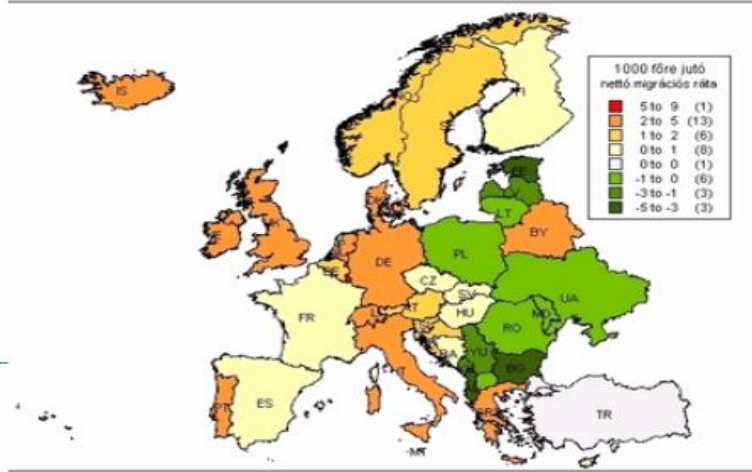 1000 főre jutó
nettó migrációs ráta
5 to 9 (1)
2 to 5 (13)
1 to 2 (6)
0 to 1 (8)
0 to 0 (1)
-1 to 0 (6)
-3 to -1 (3)
-5 to -3 (3)
IS
FI
EE
LT
BY
DE
PL
CZ
UA
SV
FR
AT
HU
MD
RO
BA
YU
BG
IT
PT
ES
GR
TR
MT